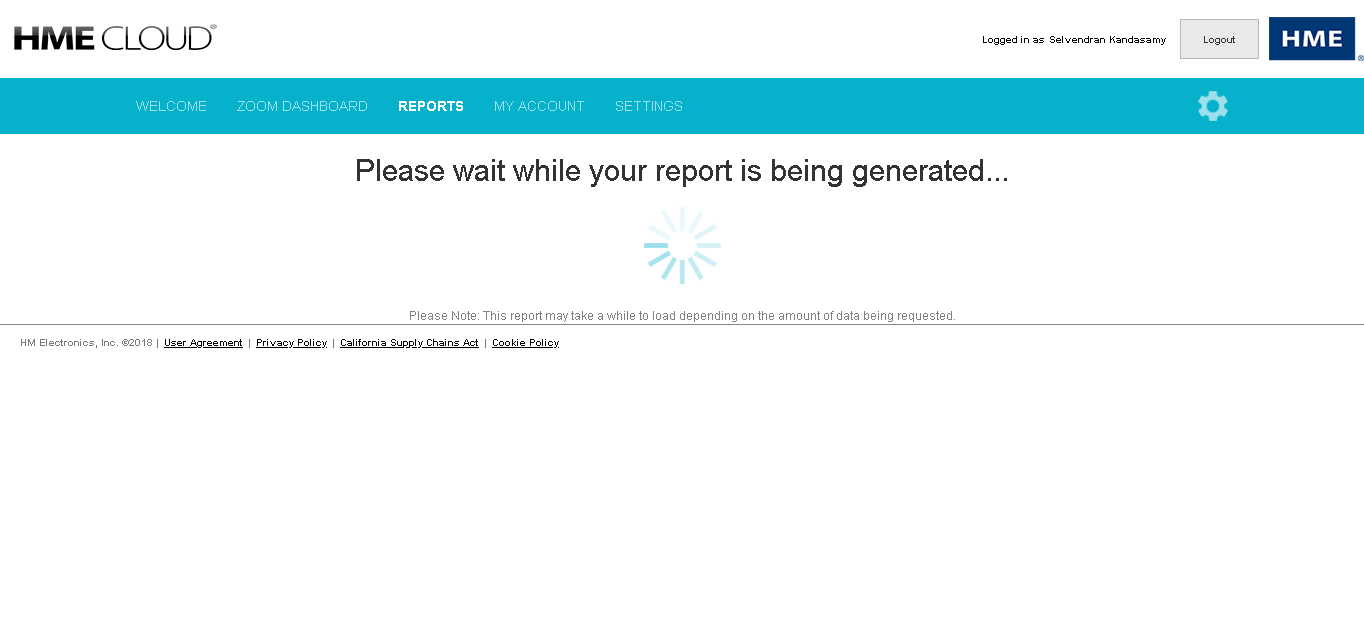 HME CLOUD®
Logged in as Selvendran Kandasamy
Logout
HME®
WELCOME ZOOM DASHBOARD REPORTS MY ACCOUNT SETTINGS
Please wait while your report is being generated...
Please Note: This report may take a while to load depending on the amount of data being requested.
HM Electronics, Inc. ©2018 | User Agreement | Privacy Policy | California Supply Chains Act | Cookie Policy